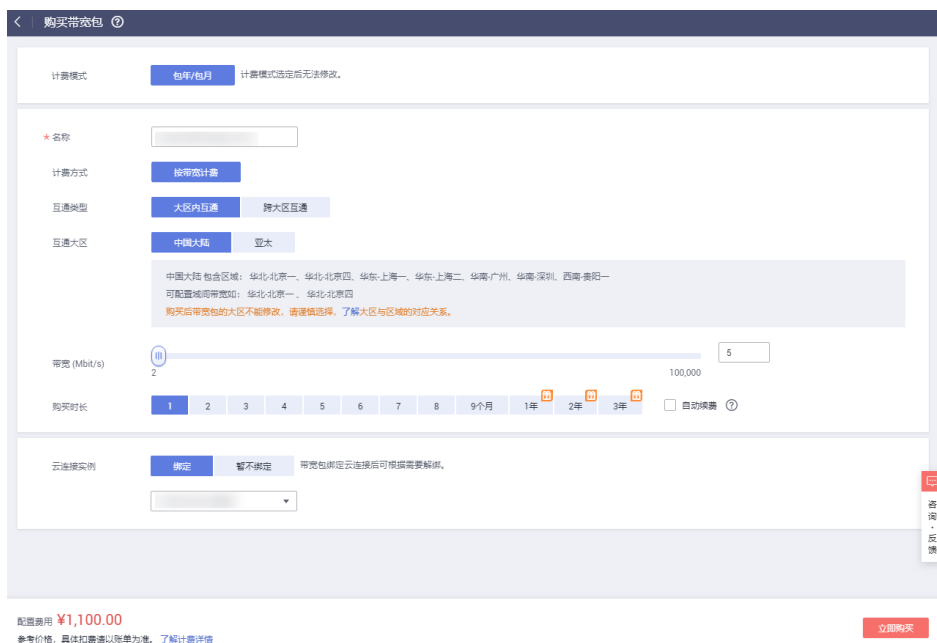 购买带宽包 ?
计费模式 包年/包月 计费模式选定后无法修改。
* 名称
计费方式 按带宽计费
互通类型 大区内互通 跨大区互通
互通大区 中国大陆 亚太
中国大陆 包含区域： 华北-北京一、华北-北京四、华东-上海一、华东-上海二、华南-广州、华南-深圳、西南-贵阳一
可配置域间带宽如： 华北-北京一 、 华北-北京四
购买后带宽包的大区不能修改，请谨慎选择，了解大区与区域的对应关系。
带宽 (Mbit/s) 5
2 100,000
购买时长 1 2 3 4 5 6 7 8 9个月 1年 2年 3年 自动续费 ?
云连接实例 绑定 暂不绑定 带宽包绑定云连接后可根据需要解绑。
咨询·反馈
配置费用 ¥1,100.00
参考价格，具体扣费请以账单为准。 了解计费详情
立即购买